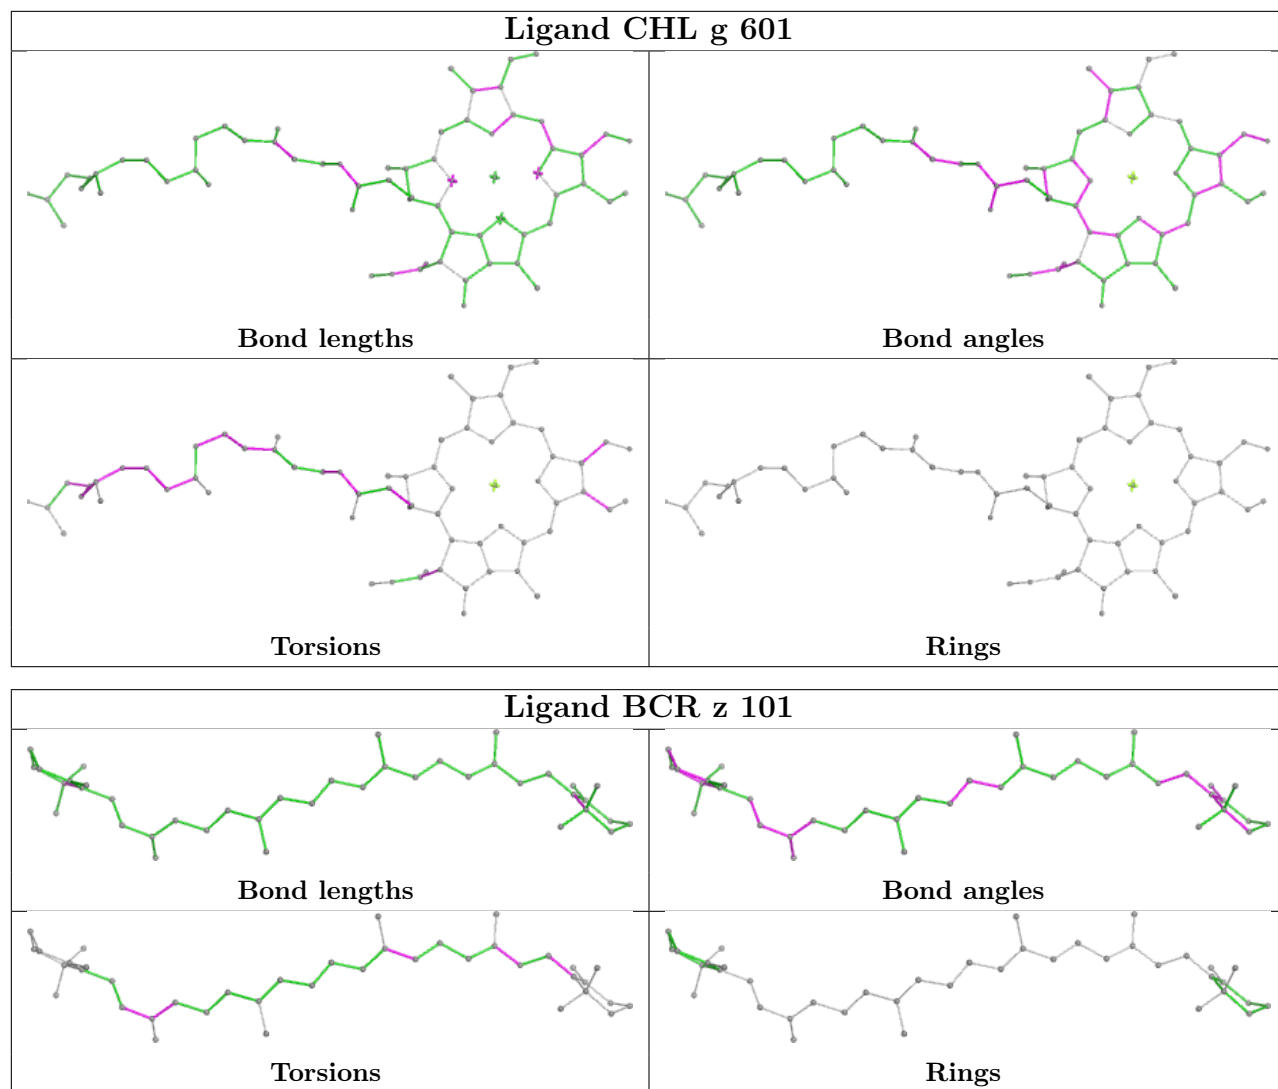 Ligand CHL g 601
Bond lengths
Bond angles
Torsions
Rings
Ligand BCR z 101
Bond lengths
Bond angles
Torsions
Rings